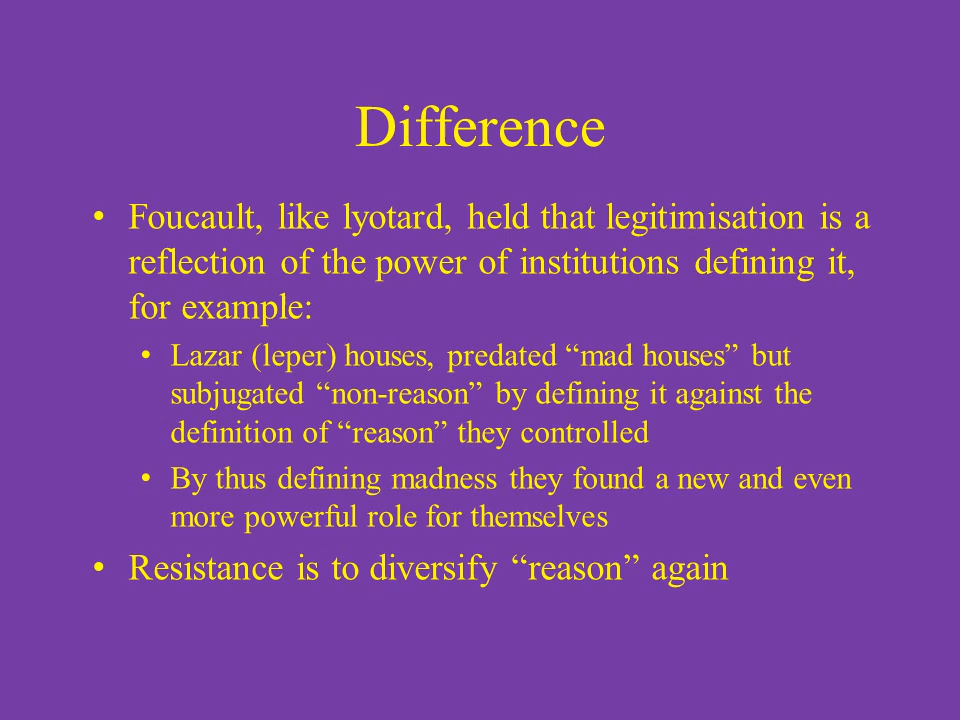 Difference
• Foucault, like lyotard, held that legitimisation is a
reflection of the power of institutions defining it,
for example:
• Lazar (leper) houses, predated “mad houses” but
subjugated “non-reason” by defining it against the
definition of “reason” they controlled
• By thus defining madness they found a new and even
more powerful role for themselves
• Resistance is to diversify “reason” again